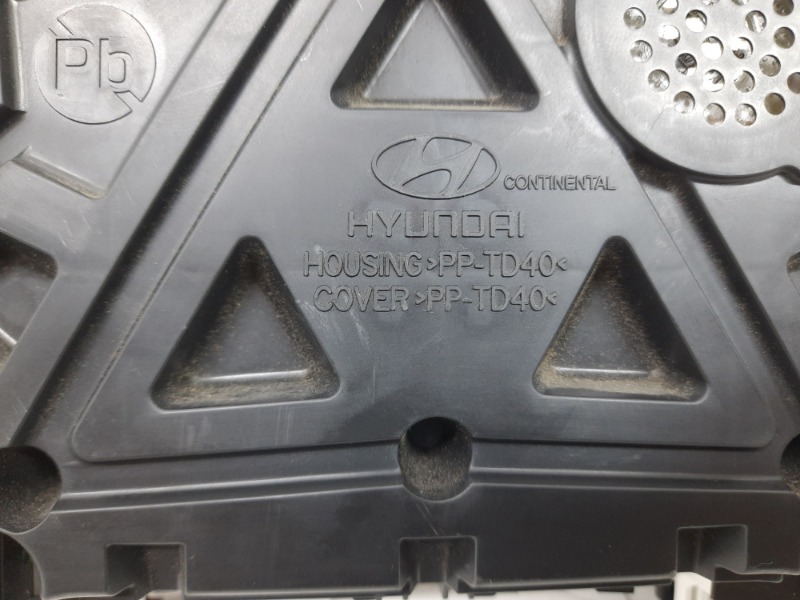 Pb
CONTINENTAL
HYUNDAI
HOUSING >PP-TD40<
COVER >PP-TD40<